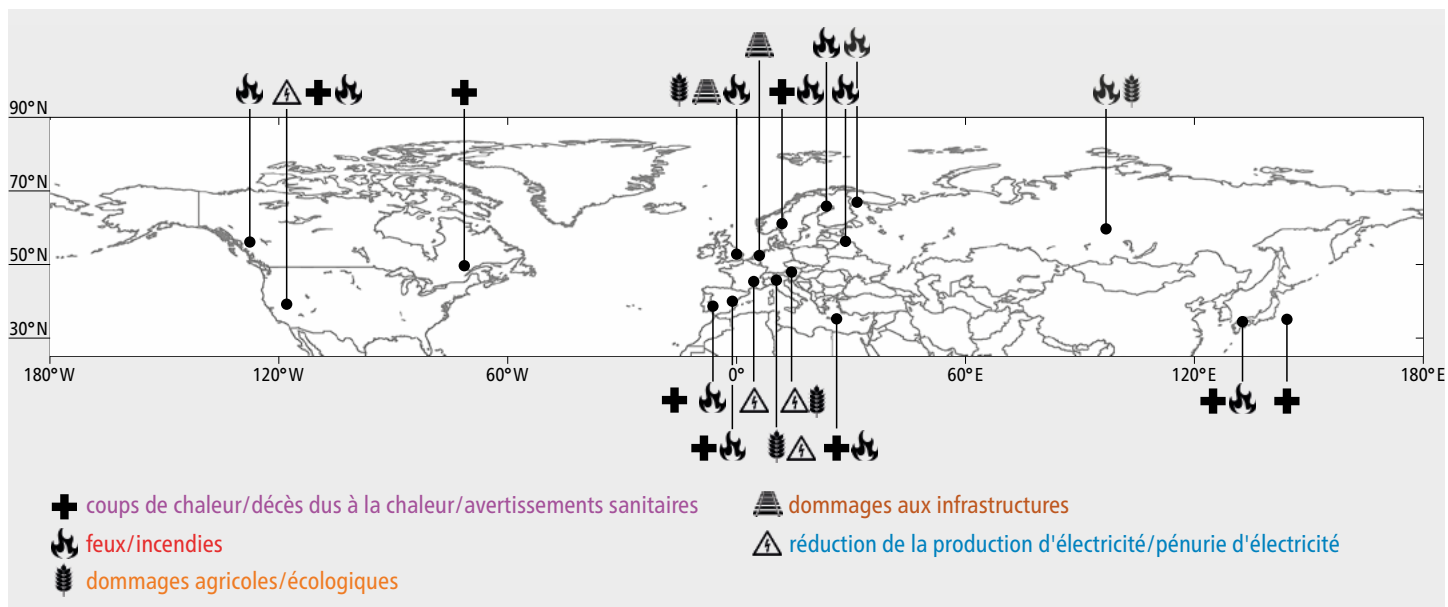 90°N
70°N
50°N
30°N
180°W 120°W 60°W 0° 60°E 120°E 180°E
coups de chaleur/décès dus à la chaleur/avertissements sanitaires
feux/incendies
dommages agricoles/écologiques
dommages aux infrastructures
réduction de la production d'électricité/pénurie d'électricité